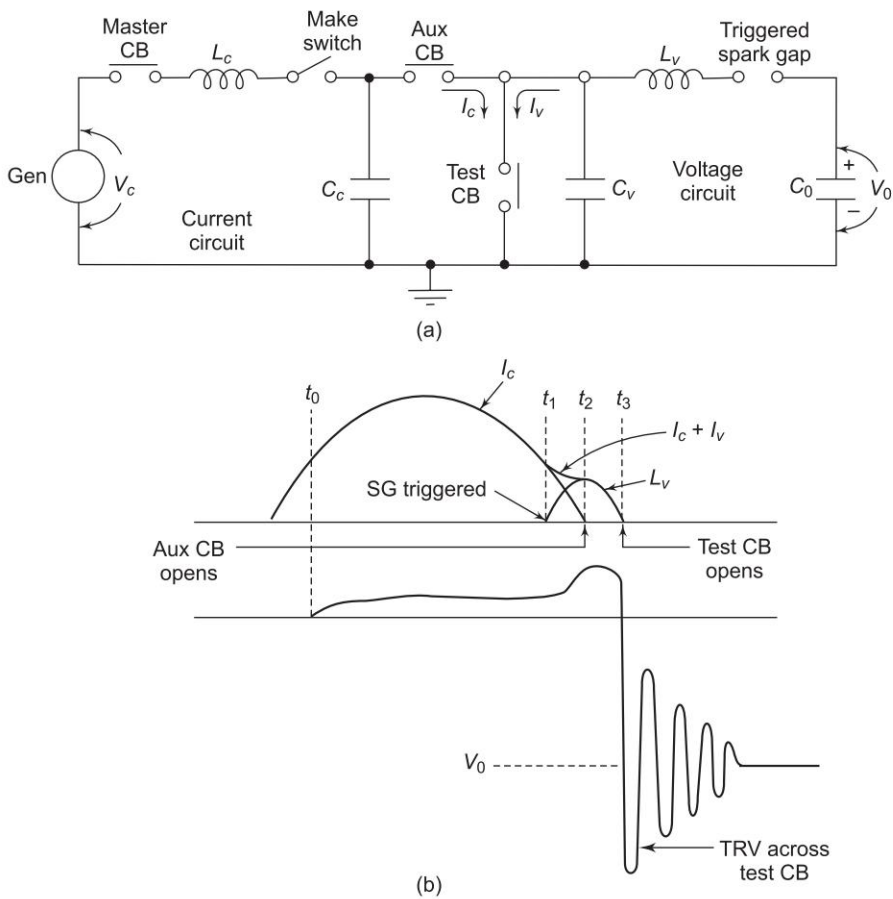 Master
CB
L_c
Make
switch
Aux
CB
L_v
Triggered
spark gap
I_c
I_v
Gen
V_c
C_c
Test
CB
C_v
Voltage
circuit
C_0
+
–
V_0
Current
circuit
(a)
t_0
I_c
t_1
t_2
t_3
I_c + I_v
SG triggered
L_v
Aux CB
opens
Test CB
opens
V_0
TRV across
test CB
(b)